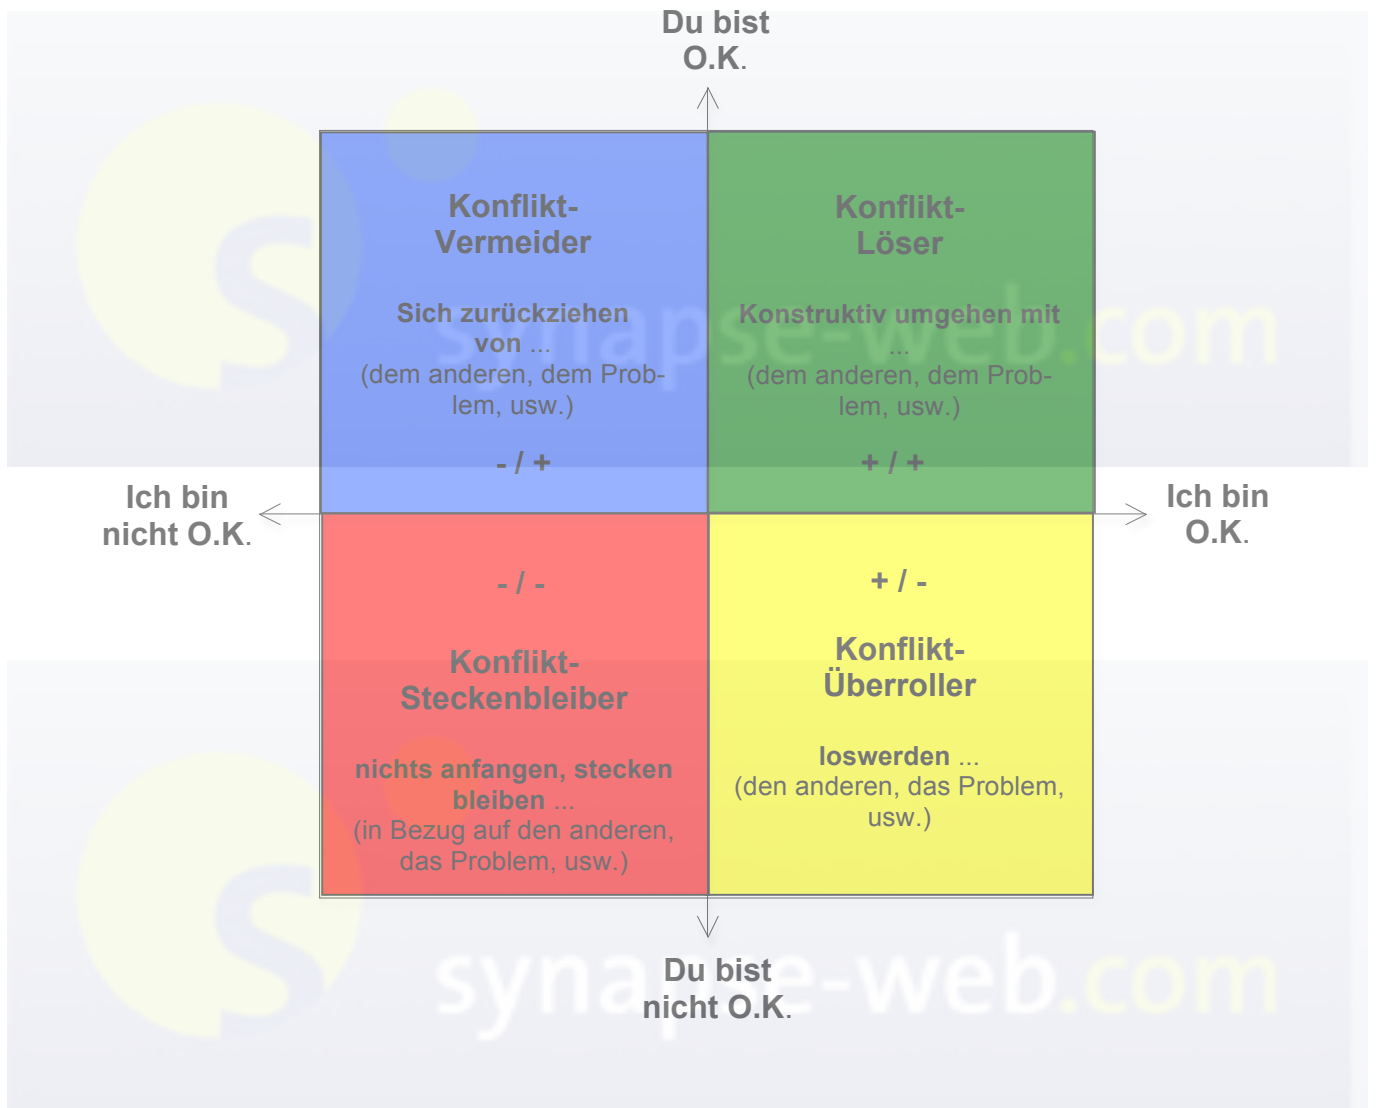 Du bist
O.K.
Konflikt-
Vermeider
Sich zurückziehen
von ...
(dem anderen, dem Prob-
lem, usw.)
- / +
Konflikt-
Löser
Konstruktiv umgehen mit
...
(dem anderen, dem Prob-
lem, usw.)
+ / +
Ich bin
nicht O.K.
Ich bin
O.K.
- / -
Konflikt-
Steckenbleiber
nichts anfangen, stecken
bleiben ...
(in Bezug auf den anderen,
das Problem, usw.)
+ / -
Konflikt-
Überroller
loswerden ...
(den anderen, das Problem,
usw.)
Du bist
nicht O.K.
s
synapse-web.com
s
synapse-web.com